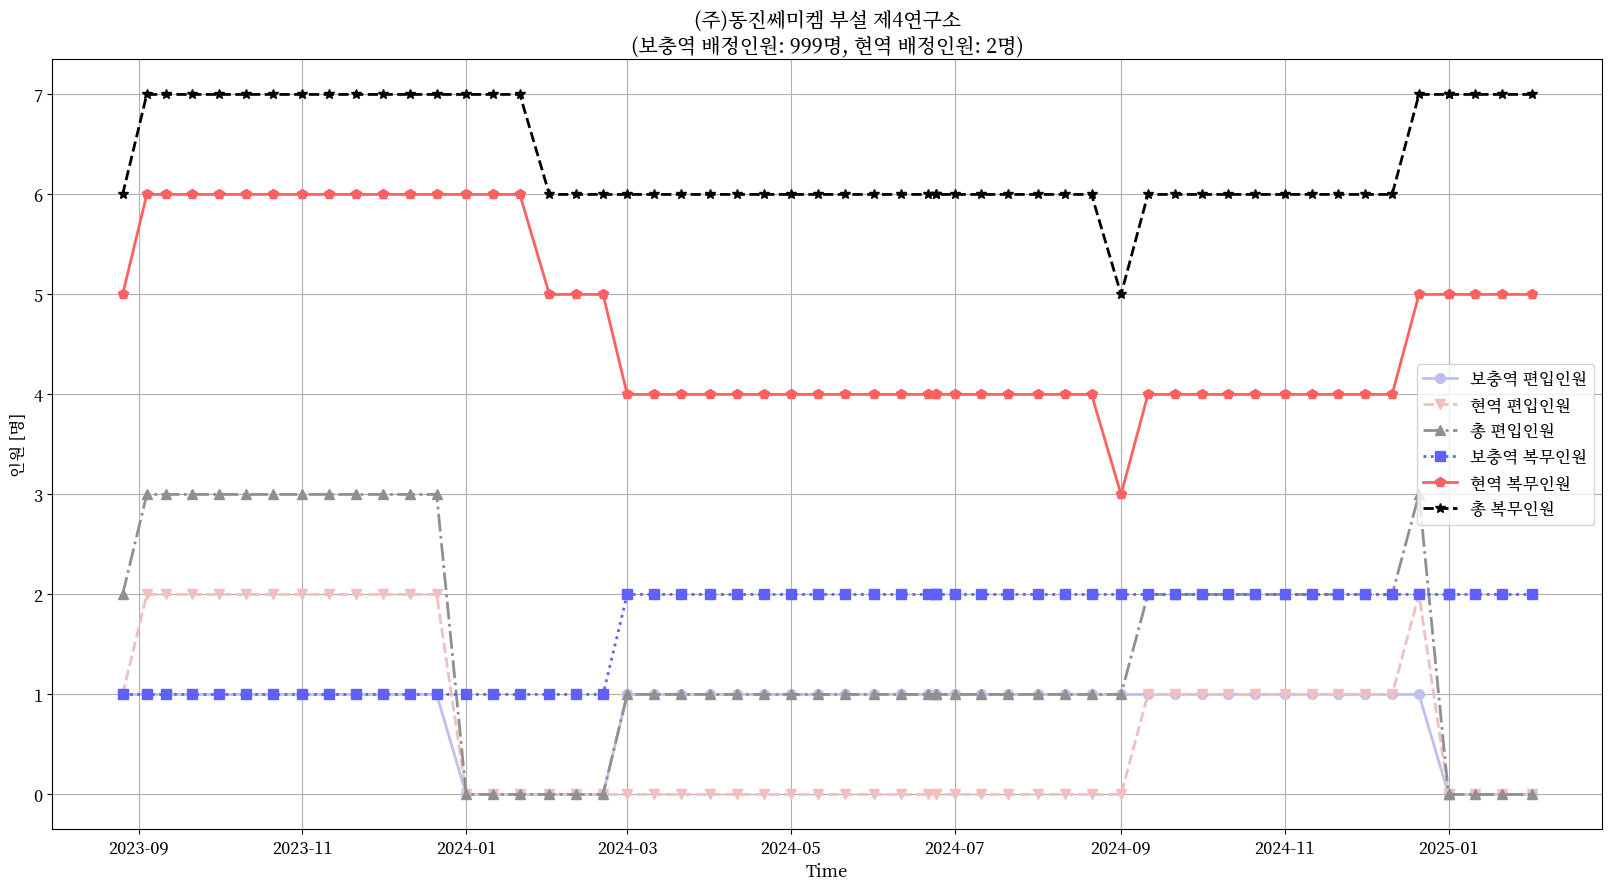 (주)동진쎄미켐 부설 제4연구소
(보충역 배정인원: 999명, 현역 배정인원: 2명)
인원 [명]
7
6
5
4
3
2
1
0
보충역 편입인원
현역 편입인원
총 편입인원
보충역 복무인원
현역 복무인원
총 복무인원
2023-09 2023-11 2024-01 2024-03 2024-05 2024-07 2024-09 2024-11 2025-01
Time